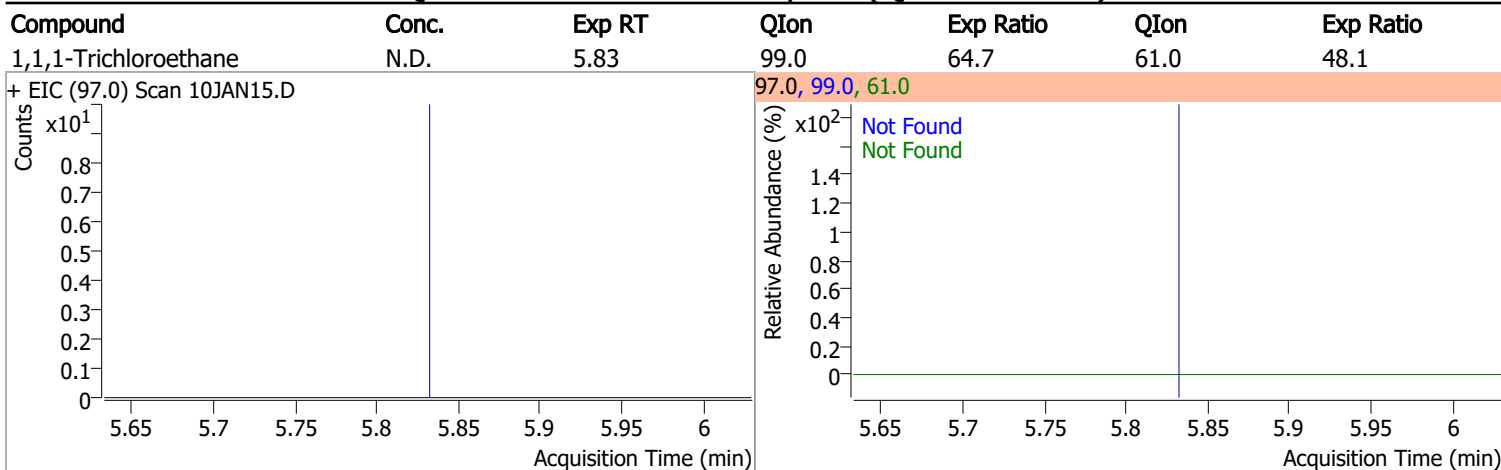 Compound Conc. Exp RT QIon Exp Ratio QIon Exp Ratio
1,1,1-Trichloroethane N.D. 5.83 99.0 64.7 61.0 48.1
+ EIC (97.0) Scan 10JAN15.D
Counts
x10¹
0.8
0.7
0.6
0.5
0.4
0.3
0.2
0.1
0
5.65 5.7 5.75 5.8 5.85 5.9 5.95 6
Acquisition Time (min)
97.0, 99.0, 61.0
Relative Abundance (%)
x10²
Not Found
Not Found
1.4
1.2
1
0.8
0.6
0.4
0.2
0
5.65 5.7 5.75 5.8 5.85 5.9 5.95 6
Acquisition Time (min)